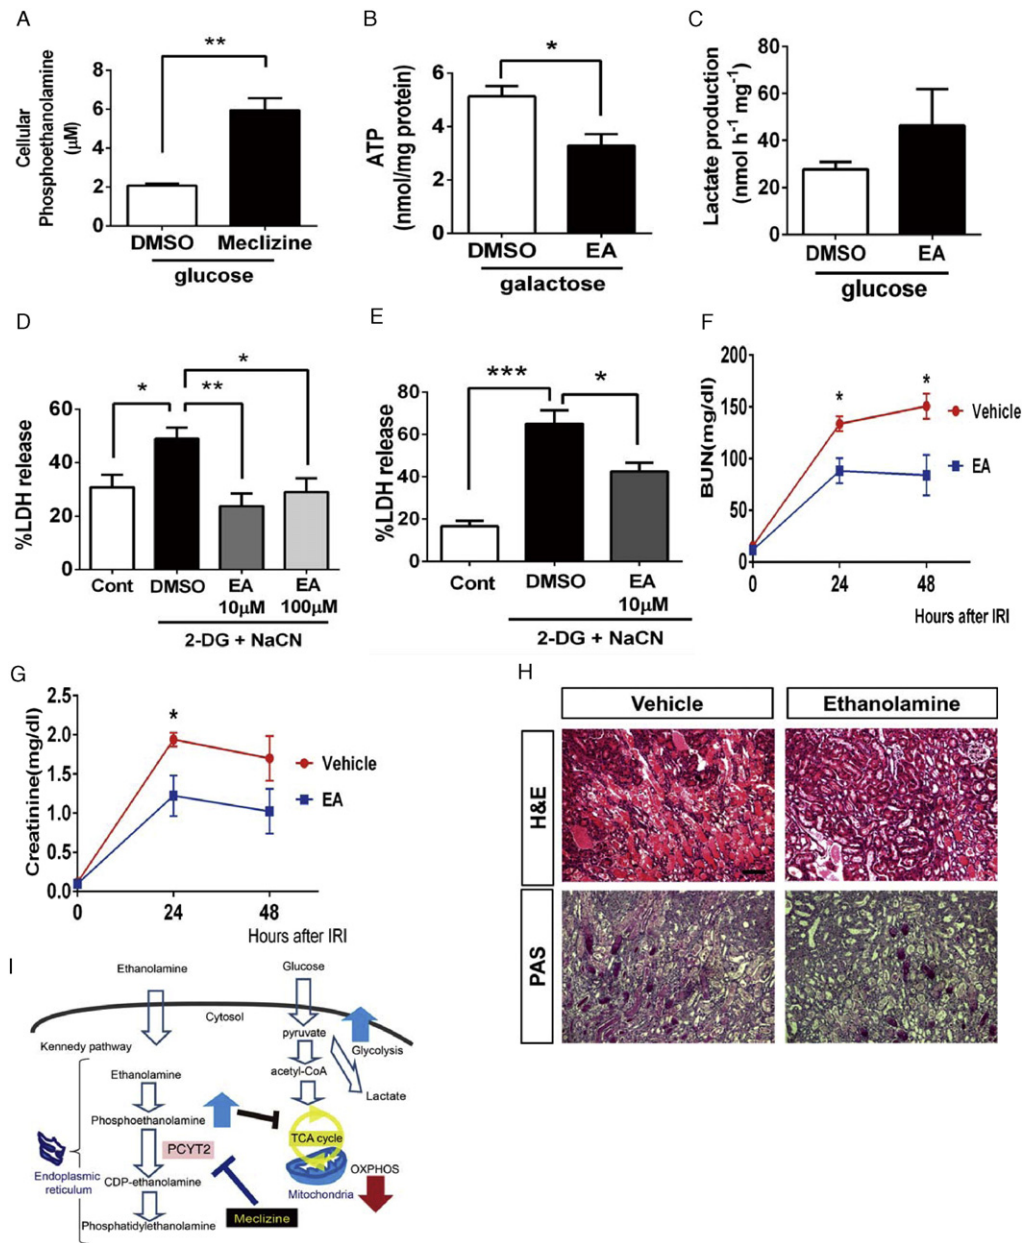 A
**
Cellular
Phosphoethanolamine
(µM)
8
6
4
2
0
DMSO Meclizine
glucose
B
*
ATP
(nmol/mg protein)
6
4
2
0
DMSO EA
galactose
C
Lactate production
(nmol h-1 mg-1)
80
60
40
20
0
DMSO EA
glucose
D
*
* **
%LDH release
60
40
20
0
Cont DMSO EA EA
10µM 100µM
2-DG + NaCN
E
*** *
%LDH release
80
60
40
20
0
Cont DMSO EA
10µM
2-DG + NaCN
F
BUN(mg/dl)
200
150
100
50
0
* *
Vehicle
EA
0 24 48
Hours after IRI
G
Creatinine(mg/dl)
2.5
2.0
1.5
1.0
0.5
0.0
*
Vehicle
EA
0 24 48
Hours after IRI
H
Vehicle Ethanolamine
H&E
PAS
I
Ethanolamine Glucose
Cytosol
Kennedy pathway
pyruvate
Glycolysis
acetyl-CoA
Lactate
Ethanolamine
Phosphoethanolamine
TCA cycle
PCYT2
Endoplasmic
reticulum
CDP-ethanolamine
OXPHOS
Mitochondria
Meclizine
Phosphatidylethanolamine